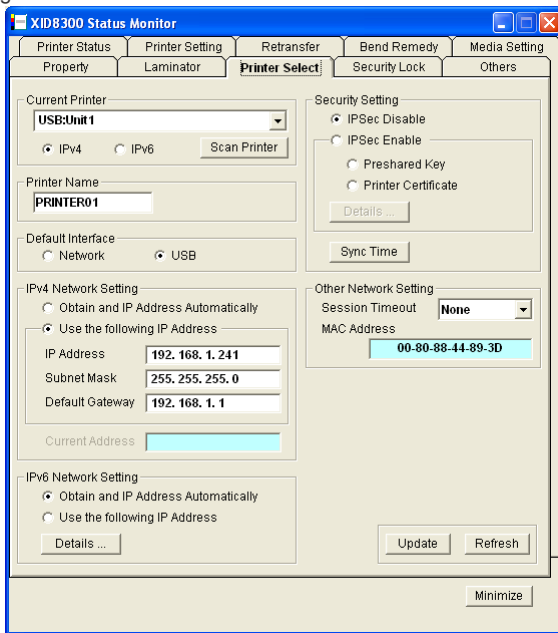 XID8300 Status Monitor
Printer Status Printer Setting Retransfer Bend Remedy Media Setting
Property Laminator Printer Select Security Lock Others
Current Printer
USB:Unit1
IPv4 IPv6 Scan Printer
Printer Name
PRINTER01
Default Interface
Network USB
IPv4 Network Setting
Obtain and IP Address Automatically
Use the following IP Address
IP Address 192. 168. 1. 241
Subnet Mask 255. 255. 255. 0
Default Gateway 192. 168. 1. 1
Current Address
IPv6 Network Setting
Obtain and IP Address Automatically
Use the following IP Address
Details ...
Security Setting
IPSec Disable
IPSec Enable
Preshared Key
Printer Certificate
Details ...
Sync Time
Other Network Setting
Session Timeout None
MAC Address
00-80-88-44-89-3D
Update Refresh
Minimize